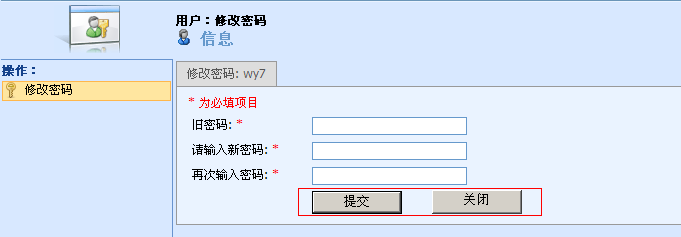 用户：修改密码
信息
操作：
修改密码
修改密码: wy7
* 为必填项目
旧密码: *
请输入新密码: *
再次输入密码: *
提交 关闭